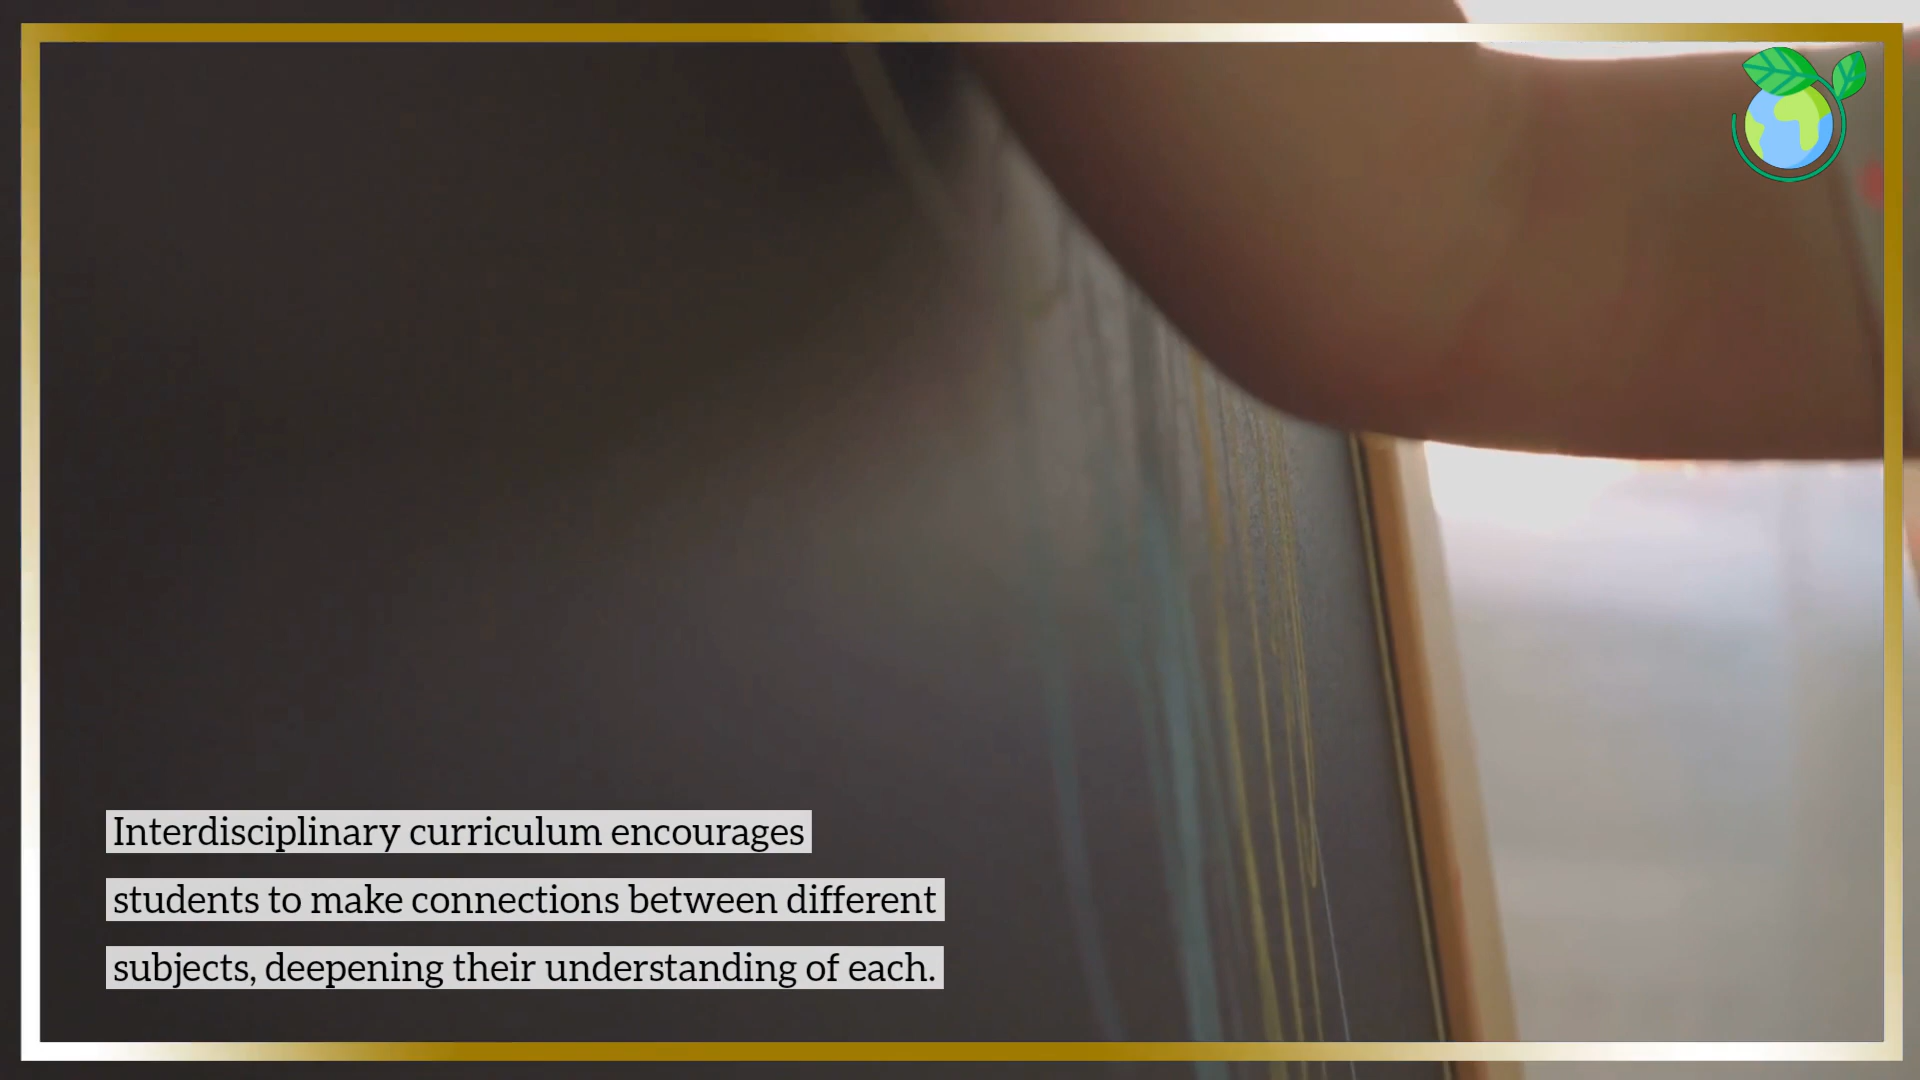 Interdisciplinary curriculum encourages
students to make connections between different
subjects, deepening their understanding of each.